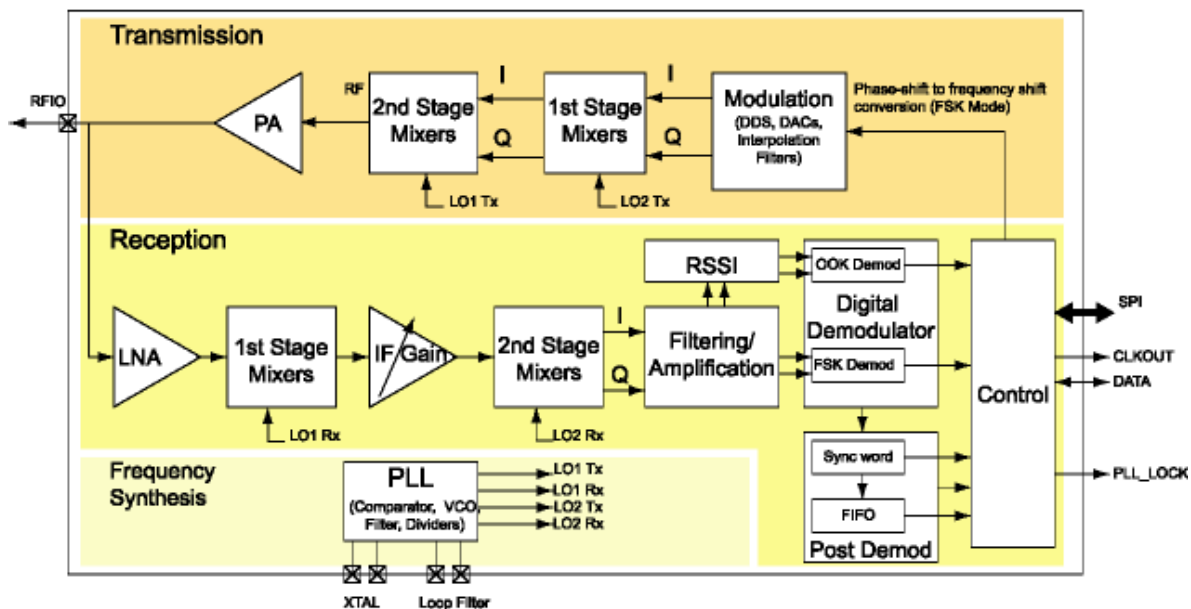 Transmission
RFIO
PA
RF
2nd Stage
Mixers
LO1 Tx
I
Q
1st Stage
Mixers
LO2 Tx
I
Q
Modulation
(DDS, DACs,
Interpolation
Filters)
Phase-shift to frequency shift
conversion (FSK Mode)
Reception
LNA
1st Stage
Mixers
LO1 Rx
IF Gain
2nd Stage
Mixers
LO2 Rx
I
Q
RSSI
Filtering/
Amplification
OOK Demod
Digital
Demodulator
FSK Demod
Sync word
FIFO
Post Demod
Control
SPI
CLKOUT
DATA
PLL_LOCK
Frequency
Synthesis
PLL
(Comparator, VCO,
Filter, Dividers)
LO1 Tx
LO1 Rx
LO2 Tx
LO2 Rx
XTAL
Loop Filter